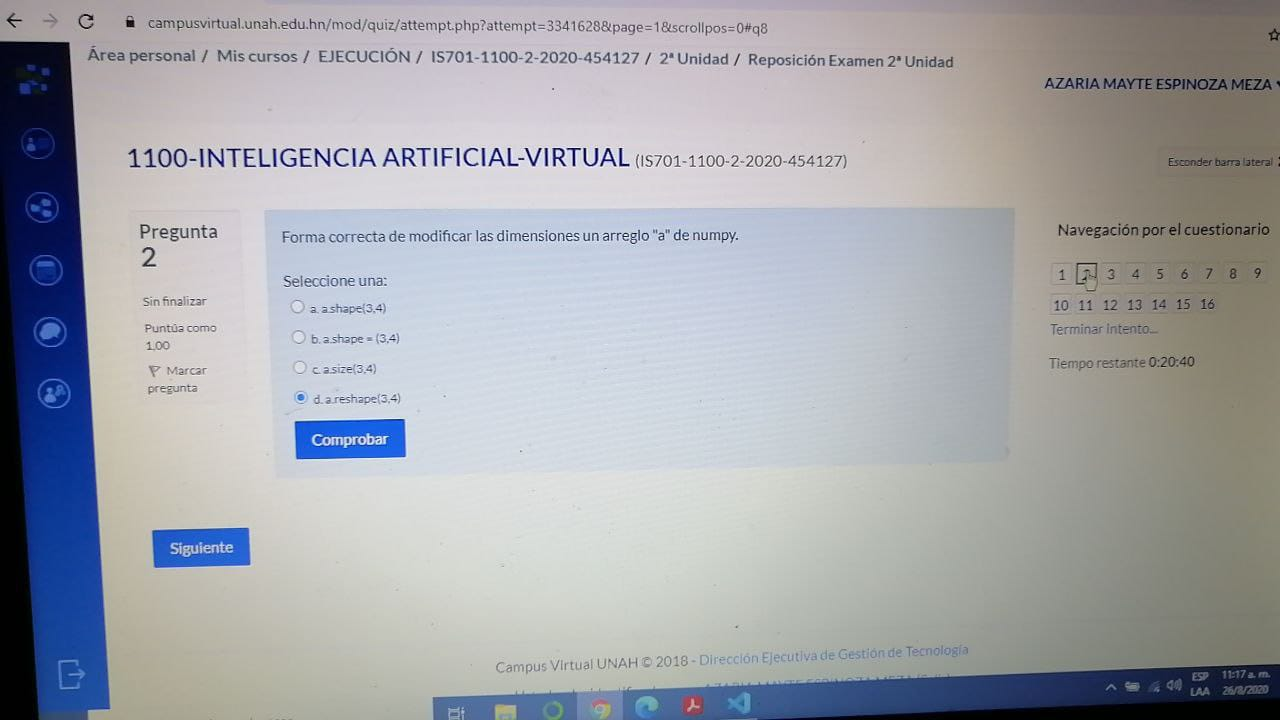 campusvirtual.unah.edu.hn/mod/quiz/attempt.php?attempt=3341628&page=1&scrollpos=0#q8
Área personal / Mis cursos / EJECUCIÓN / IS701-1100-2-2020-454127 / 2ª Unidad / Reposición Examen 2ª Unidad
AZARIA MAYTE ESPINOZA MEZA
1100-INTELIGENCIA ARTIFICIAL-VIRTUAL (IS701-1100-2-2020-454127)
Esconder barra lateral
Pregunta
2
Sin finalizar
Puntúa como
1,00
Marcar
pregunta
Forma correcta de modificar las dimensiones un arreglo "a" de numpy.
Seleccione una:
a. a.shape(3,4)
b. a.shape = (3,4)
c. a.size(3,4)
d. a.reshape(3,4)
Comprobar
Siguiente
Navegación por el cuestionario
1 2 3 4 5 6 7 8 9
10 11 12 13 14 15 16
Terminar intento...
Tiempo restante 0:20:40
Campus Virtual UNAH © 2018 - Dirección Ejecutiva de Gestión de Tecnología
ESP 11:17 a. m.
LAA 26/8/2020